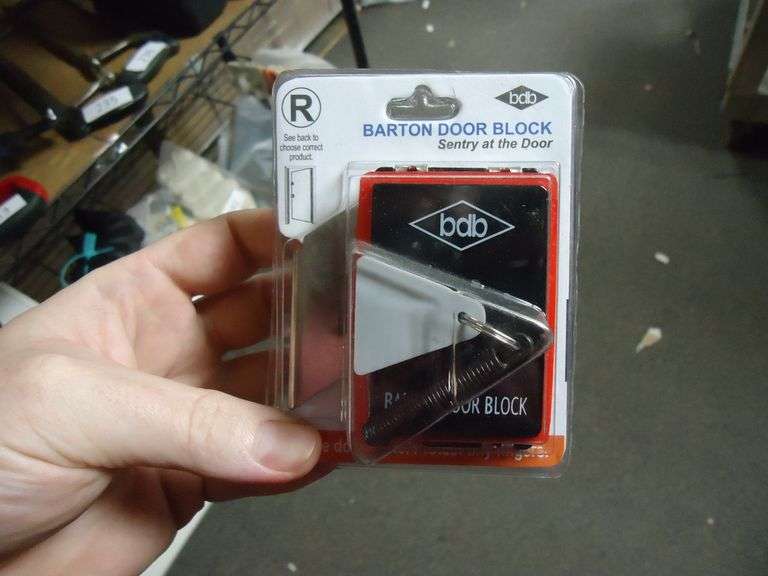 R
bdb
See back to
choose correct
product.
BARTON DOOR BLOCK
Sentry at the Door
bdb
DOOR BLOCK